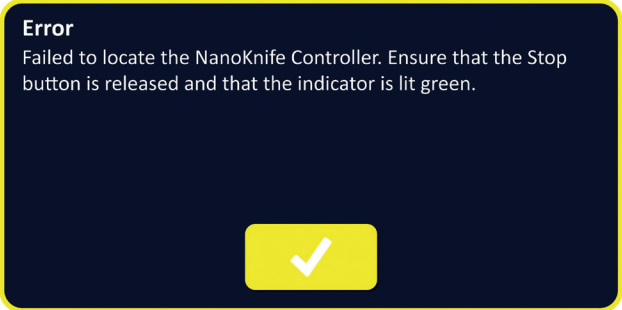 Error
Failed to locate the NanoKnife Controller. Ensure that the Stop
button is released and that the indicator is lit green.